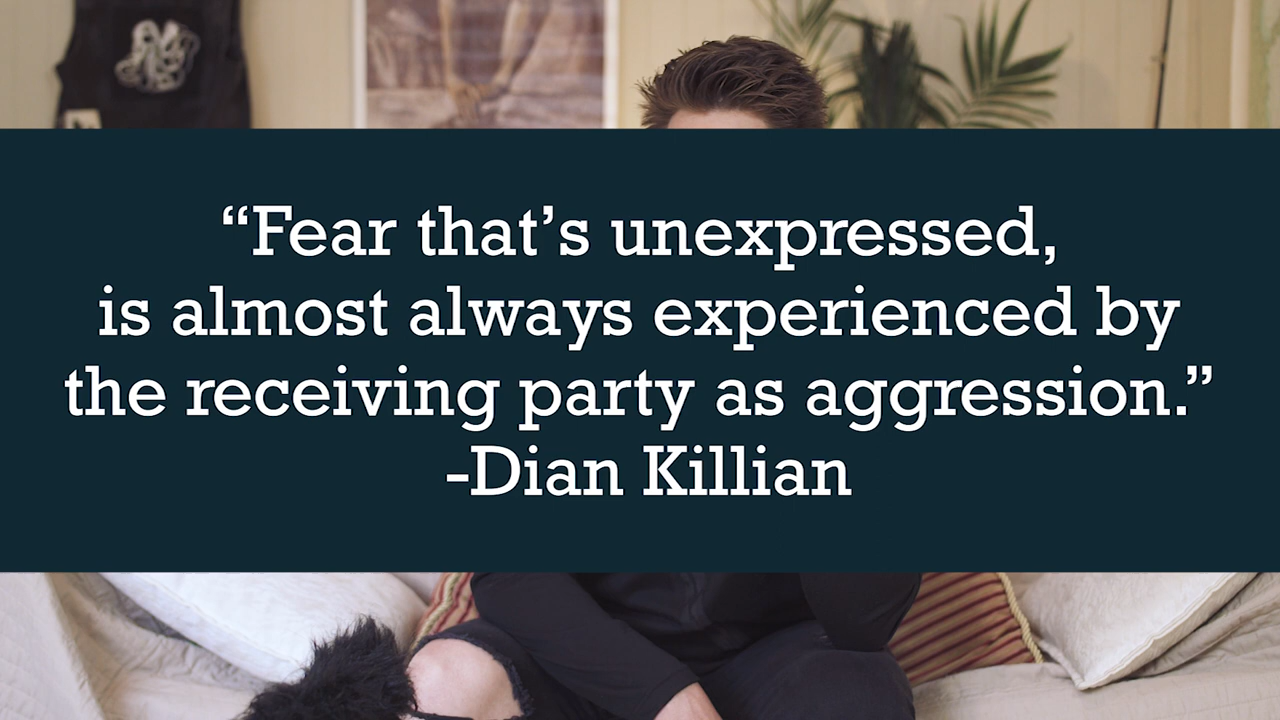 “Fear that’s unexpressed,
is almost always experienced by
the receiving party as aggression.”
-Dian Killian